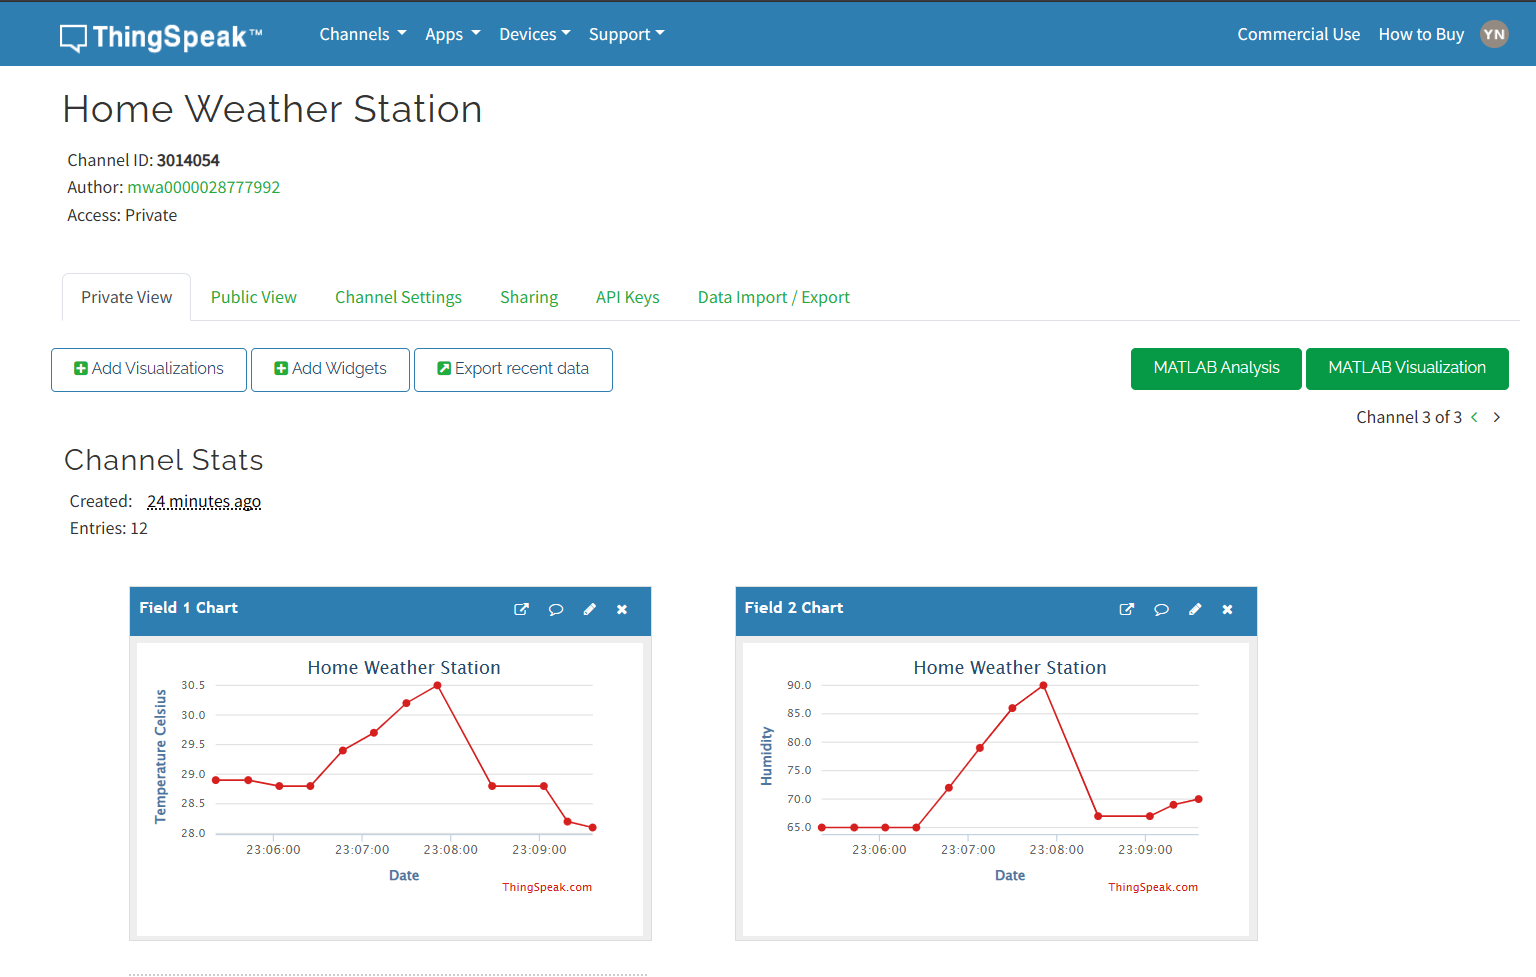 ThingSpeak™ Channels Apps Devices Support Commercial Use How to Buy YN
Home Weather Station
Channel ID: 3014054
Author: mwa0000028777992
Access: Private
Private View Public View Channel Settings Sharing API Keys Data Import / Export
Add Visualizations Add Widgets Export recent data MATLAB Analysis MATLAB Visualization
Channel 3 of 3 < >
Channel Stats
Created: 24 minutes ago
Entries: 12
Field 1 Chart
Home Weather Station
Temperature Celsius
30.5
30.0
29.5
29.0
28.5
28.0
23:06:00 23:07:00 23:08:00 23:09:00
Date
ThingSpeak.com
Field 2 Chart
Home Weather Station
Humidity
90.0
85.0
80.0
75.0
70.0
65.0
23:06:00 23:07:00 23:08:00 23:09:00
Date
ThingSpeak.com